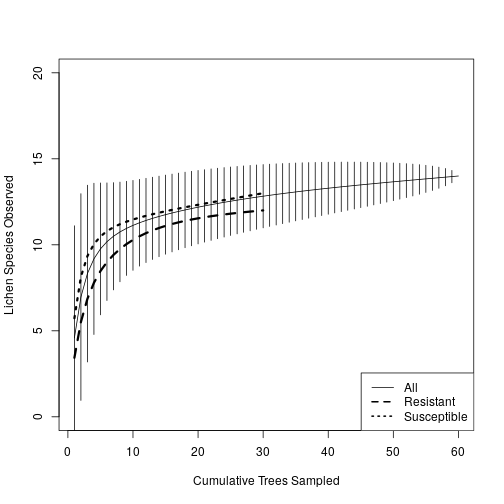 20
15
10
5
0
Lichen Species Observed
All
Resistant
Susceptible
0 10 20 30 40 50 60
Cumulative Trees Sampled